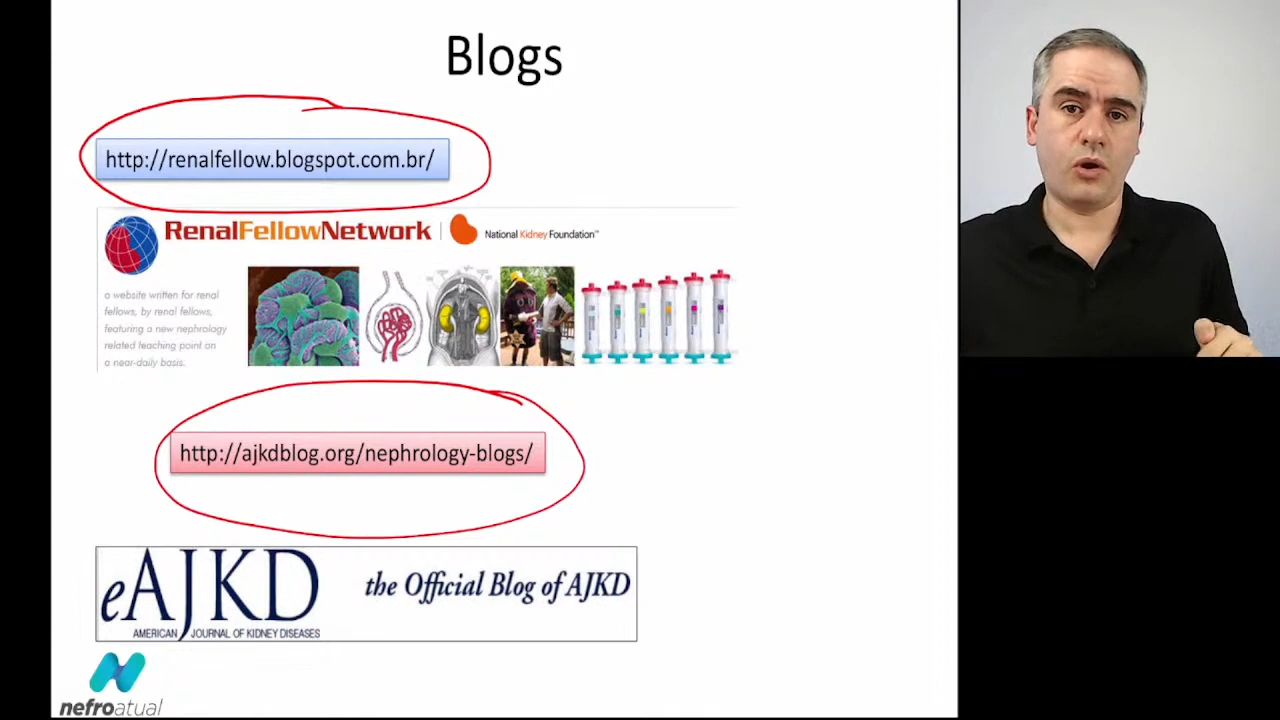 Blogs
http://renalfellow.blogspot.com.br/
RenalFellowNetwork
National Kidney Foundation™
a website written for renal
fellows, by renal fellows,
featuring a new nephrology
related teaching point on
a near-daily basis.
http://ajkdblog.org/nephrology-blogs/
eAJKD
AMERICAN JOURNAL OF KIDNEY DISEASES
the Official Blog of AJKD
nefroatual